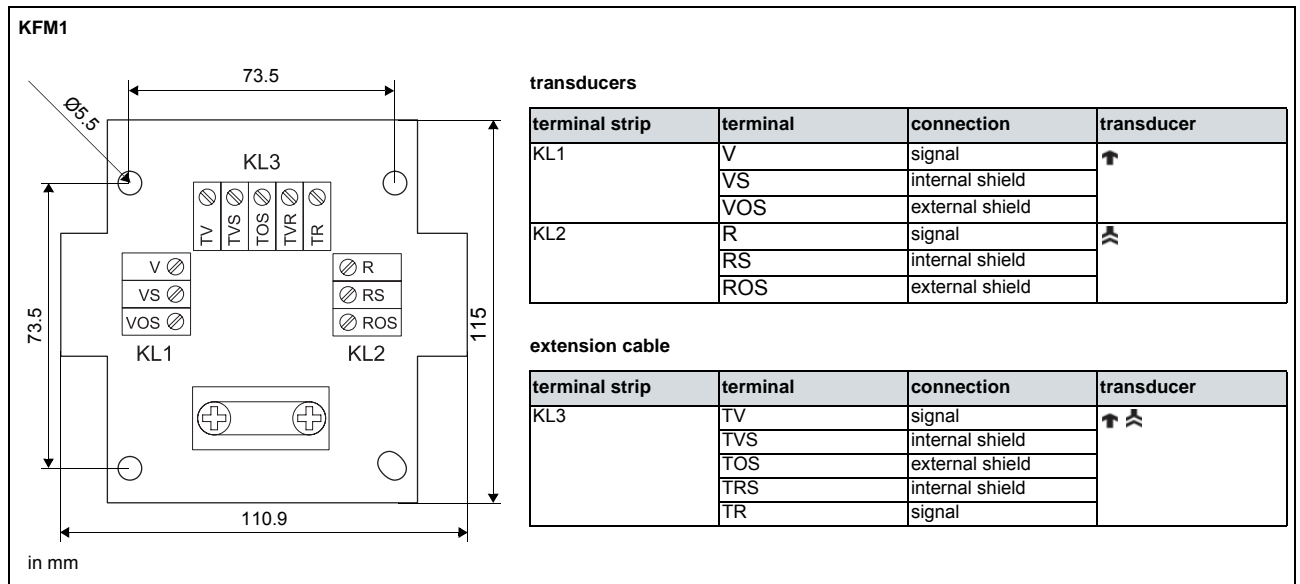 KFM1
73.5
Ø5.5
KL3
TV TVS TOS TVR TR
V R
VS RS
VOS ROS
KL1 KL2
73.5
115
110.9
in mm
transducers
terminal strip terminal connection transducer
KL1 V signal
VS internal shield
VOS external shield
KL2 R signal
RS internal shield
ROS external shield
extension cable
terminal strip terminal connection transducer
KL3 TV signal
TVS internal shield
TOS external shield
TRS internal shield
TR signal